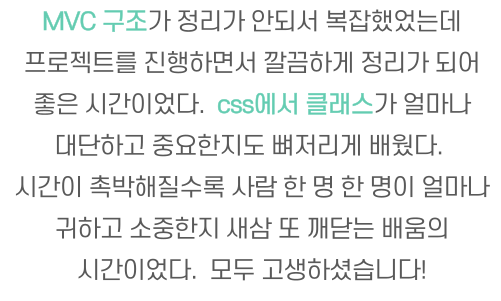 MVC 구조가 정리가 안되서 복잡했었는데
프로젝트를 진행하면서 깔끔하게 정리가 되어
좋은 시간이었다. css에서 클래스가 얼마나
대단하고 중요한지도 뼈저리게 배웠다.
시간이 촉박해질수록 사람 한 명 한 명이 얼마나
귀하고 소중한지 새삼 또 깨닫는 배움의
시간이었다. 모두 고생하셨습니다!